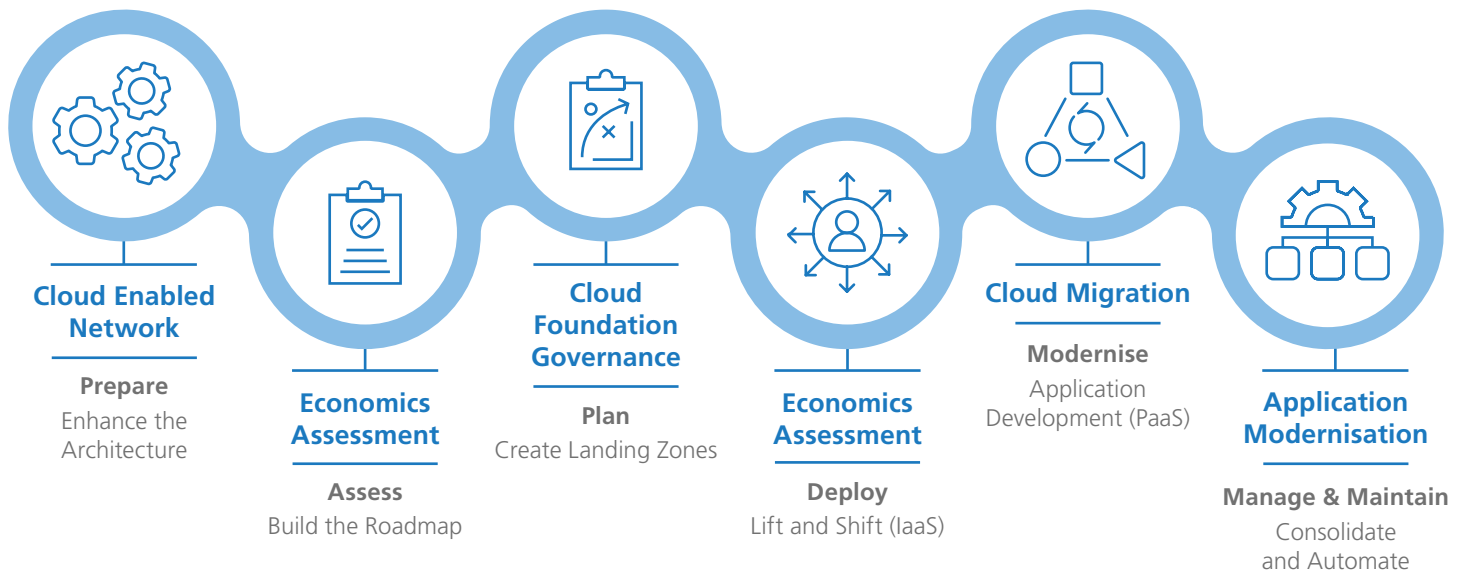 Cloud Enabled
Network
Prepare
Enhance the
Architecture
Economics
Assessment
Assess
Build the Roadmap
Cloud
Foundation
Governance
Plan
Create Landing Zones
Economics
Assessment
Deploy
Lift and Shift (IaaS)
Cloud Migration
Modernise
Application
Development (PaaS)
Application
Modernisation
Manage & Maintain
Consolidate
and Automate